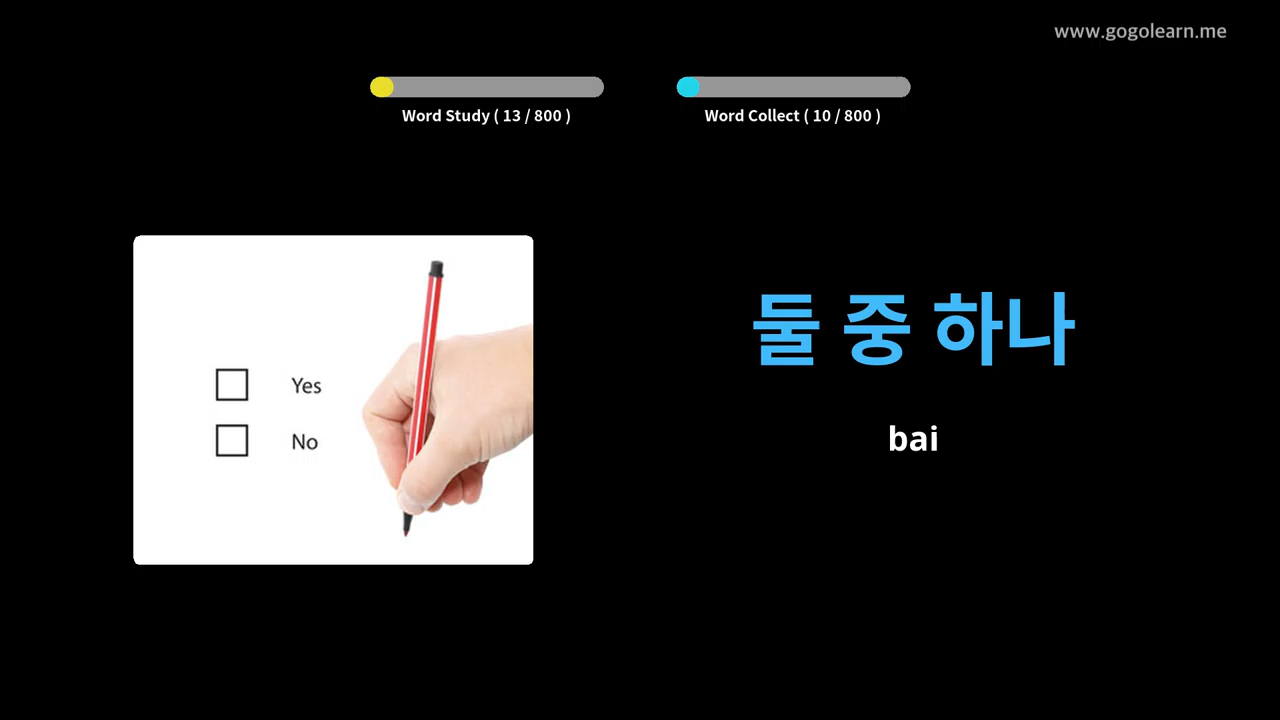 www.gogolearn.me
Word Study ( 13 / 800 )
Word Collect ( 10 / 800 )
Yes
No
둘 중 하나
bai